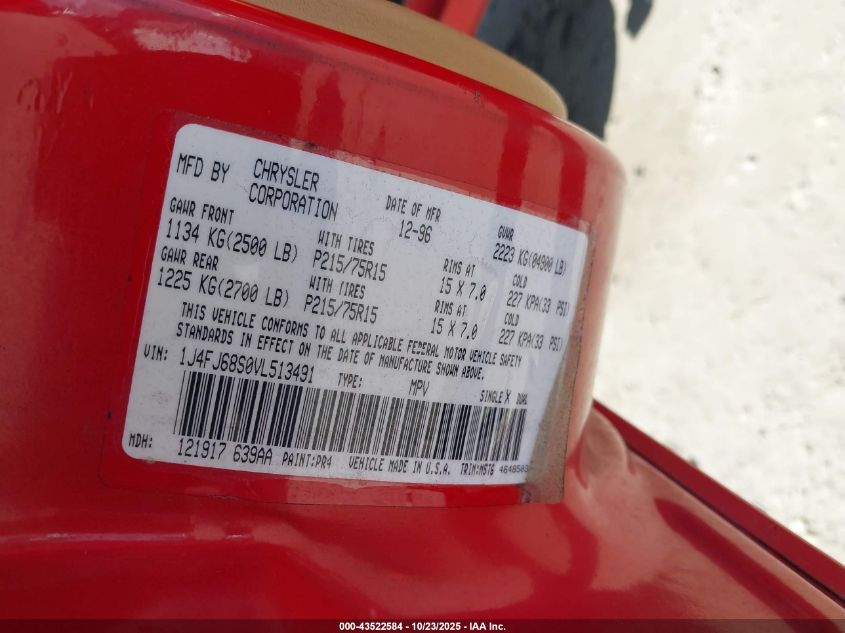 MFD BY CHRYSLER CORPORATION DATE OF MFR 12-96 GVWR 2223 KG(04900 LB)
GAWR FRONT 1134 KG(2500 LB) WITH TIRES P215/75R15 RIMS AT 15 X 7.0 COLD 227 KPA(33 PSI)
GAWR REAR 1225 KG(2700 LB) WITH TIRES P215/75R15 RIMS AT 15 X 7.0 COLD 227 KPA(33 PSI)
THIS VEHICLE CONFORMS TO ALL APPLICABLE FEDERAL MOTOR VEHICLE SAFETY
STANDARDS IN EFFECT ON THE DATE OF MANUFACTURE SHOWN ABOVE.
VIN: 1J4FJ68S0VL513491 TYPE: MPV SINGLE X DUAL
MDH: 121917 639AA PAINT:PR4 VEHICLE MADE IN U.S.A. TRIM:MST6
000-43522584 - 10/23/2025 - IAA Inc.